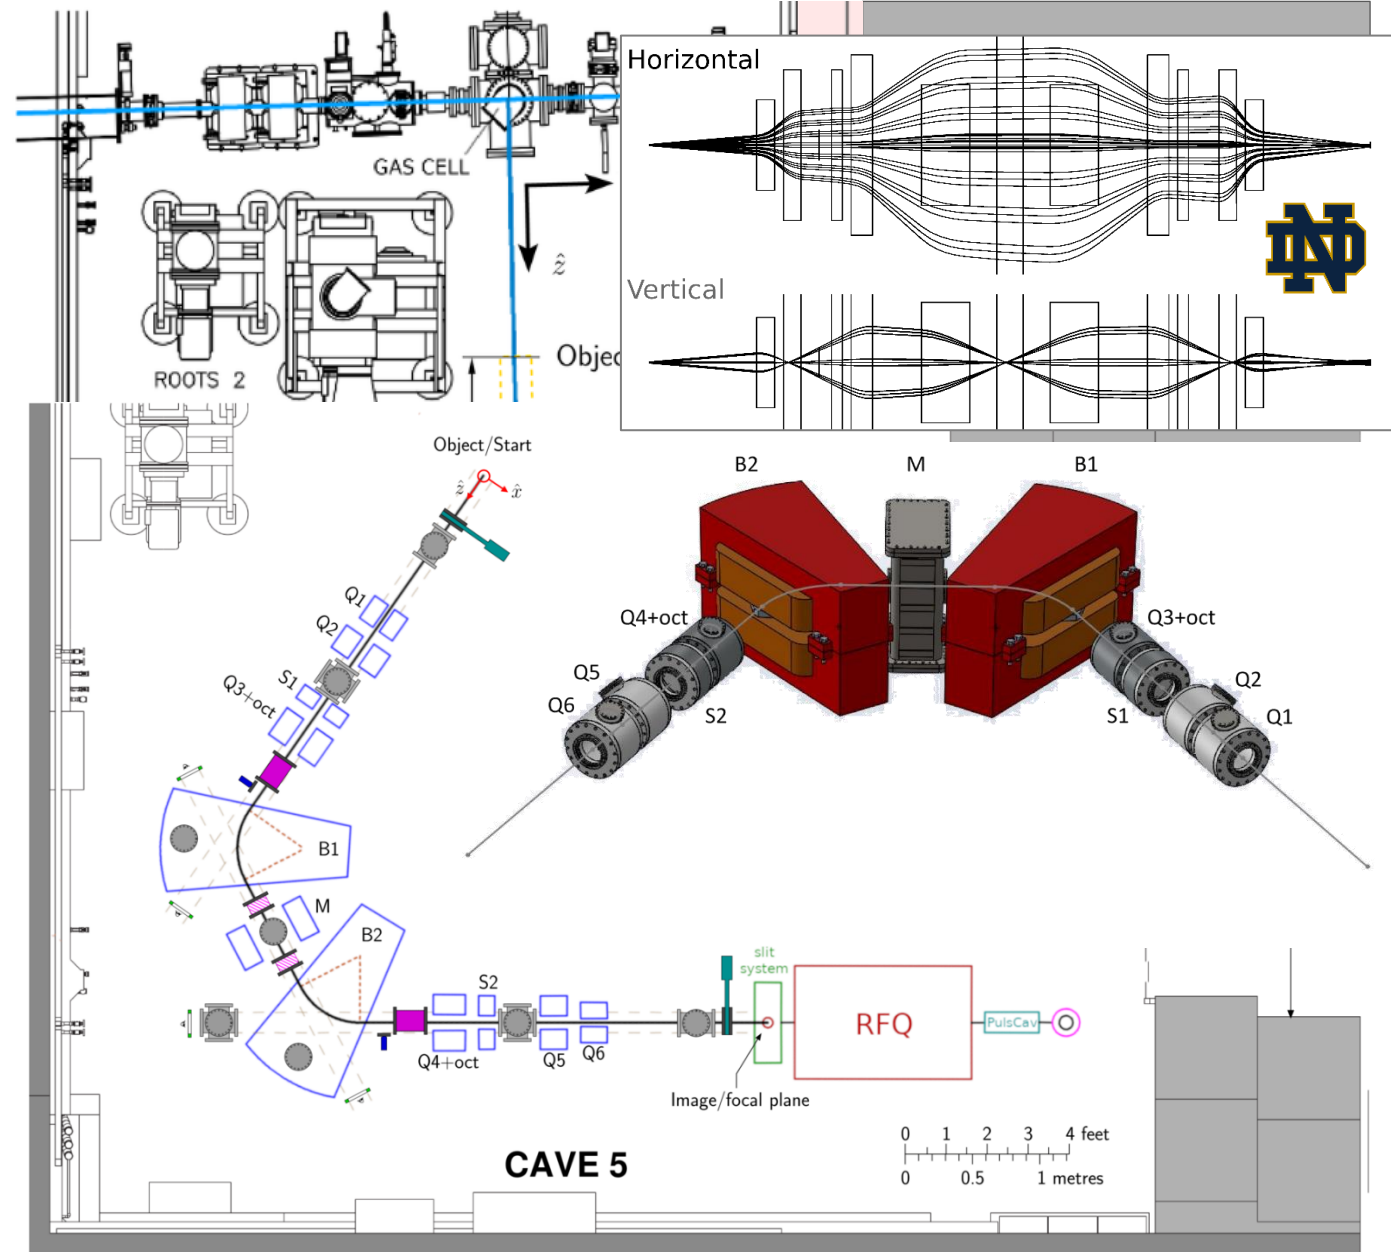 GAS CELL
ẑ
ROOTS 2
Objec
Horizontal
Vertical
ND
Object/Start
ẑ
x̂
Q1
Q2
S1
Q3+oct
B1
M
B2
S2
Q4+oct
Q5
Q6
slit
system
RFQ
PulsCav
Image/focal plane
B2
M
B1
Q4+oct
Q3+oct
Q5
Q2
Q6
S2
S1
Q1
CAVE 5
0 1 2 3 4 feet
0 0.5 1 metres